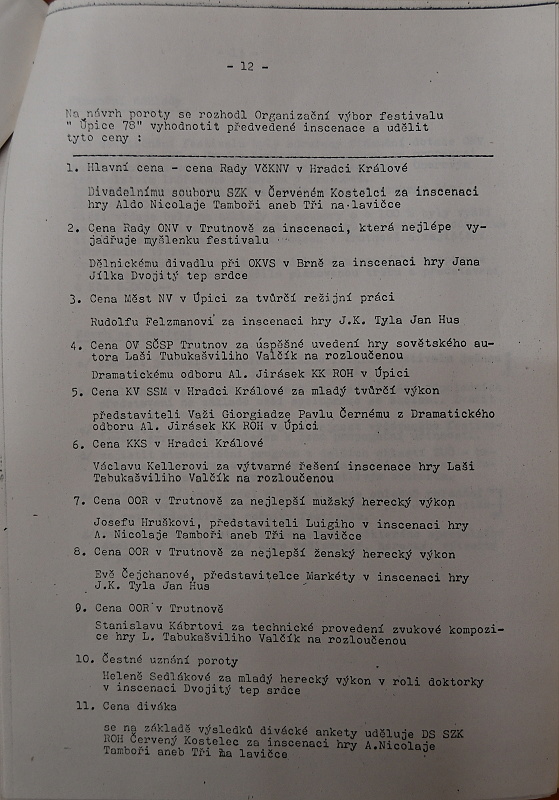 - 12 -
Na návrh poroty se rozhodl Organizační výbor festivalu
" Úpice 78" vyhodnotit předvedené inscenace a udělit
tyto ceny :
1. Hlavní cena - cena Rady VčKNV v Hradci Králové
Divadelnímu souboru SZK v Červeném Kostelci za inscenaci
hry Aldo Nicolaje Tamboři aneb Tři na lavičce
2. Cena Rady ONV v Trutnově za inscenaci, která nejlépe vy-
jadřuje myšlenku festivalu
Dělnickému divadlu při OKVS v Brně za inscenaci hry Jana
Jílka Dvojitý tep srdce
3. Cena Měst NV v Úpici za tvůrčí režijní práci
Rudolfu Felzmanovi za inscenaci hry J.K. Tyla Jan Hus
4. Cena OV SČSP Trutnov za úspěšné uvedení hry sovětského au-
tora Laši Tubukašviliho Valčík na rozloučenou
Dramatickému odboru Al. Jirásek KK ROH v Úpici
5. Cena KV SSM v Hradci Králové za mladý tvůrčí výkon
představiteli Važi Giorgiadze Pavlu Černému z Dramatického
odboru Al. Jirásek KK ROH v Úpici
6. Cena KKS v Hradci Králové
Václavu Kellerovi za výtvarné řešení inscenace hry Laši
Tabukašviliho Valčík na rozloučenou
7. Cena OOR v Trutnově za nejlepší mužský herecký výkon
Josefu Hruškovi, představiteli Luigiho v inscenaci hry
A. Nicolaje Tamboři aneb Tři na lavičce
8. Cena OOR v Trutnově za nejlepší ženský herecký výkon
Evě Čejchanové, představitelce Markéty v inscenaci hry
J.K. Tyla Jan Hus
9. Cena OOR v Trutnově
Stanislavu Kábrtovi za technické provedení zvukové kompozi-
ce hry L. Tabukašviliho Valčík na rozloučenou
10. Čestné uznání poroty
Heleně Sedlákové za mladý herecký výkon v roli doktorky
v inscenaci Dvojitý tep srdce
11. Cena diváka
se na základě výsledků divácké ankety uděluje DS SZK
ROH Červený Kostelec za inscenaci hry A.Nicolaje
Tamboři aneb Tři na lavičce